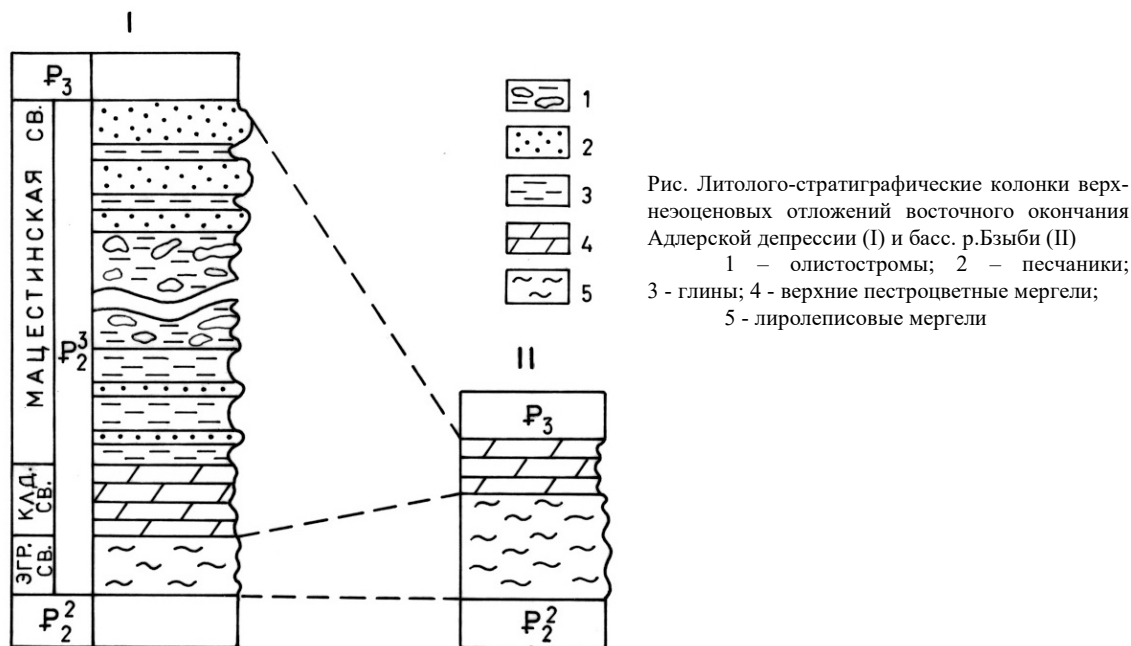 I
₽3
МАЦЕСТИНСКАЯ СВ.
₽2³
КЛД. СВ.
ЭГР. СВ.
₽2²
1
2
3
4
5
II
₽3
₽2²
Рис. Литолого-стратиграфические колонки верх-
неэоценовых отложений восточного окончания
Адлерской депрессии (I) и басс. р.Бзыби (II)
1 – олистостромы; 2 – песчаники;
3 - глины; 4 - верхние пестроцветные мергели;
5 - лиролеписовые мергели